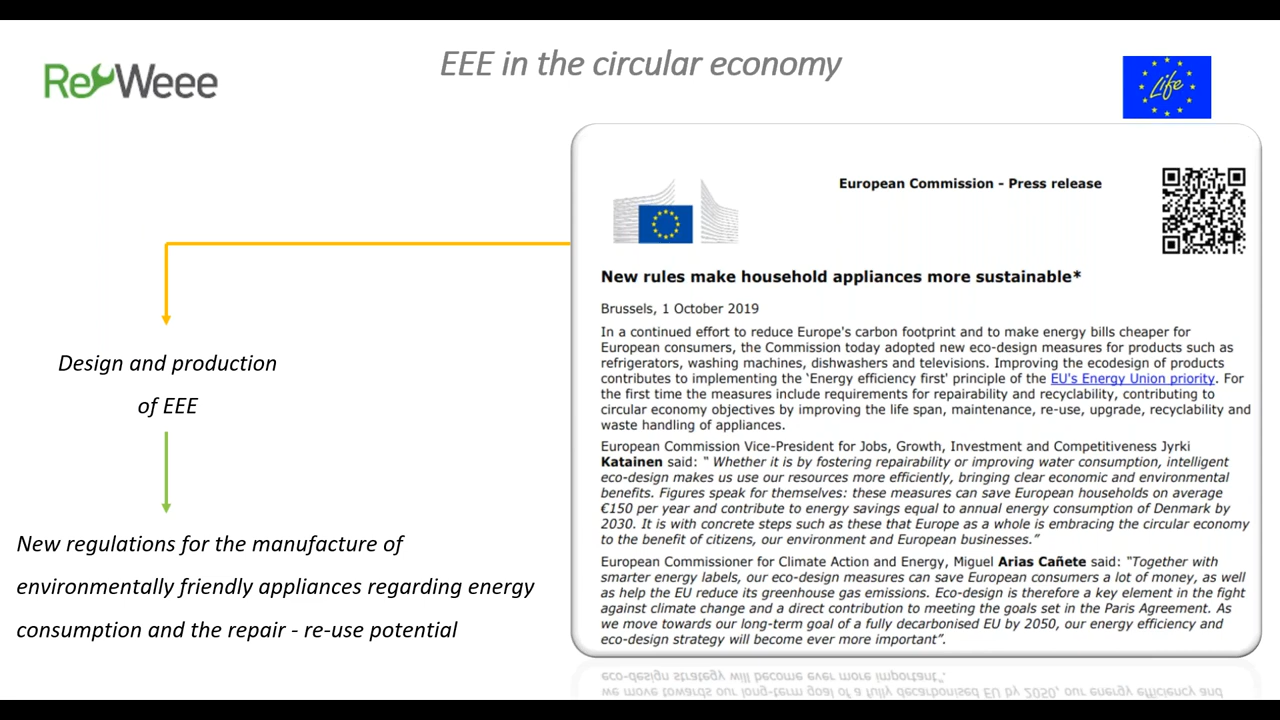 EEE in the circular economy
Re Weee
Life
European Commission - Press release
New rules make household appliances more sustainable*
Brussels, 1 October 2019
In a continued effort to reduce Europe's carbon footprint and to make energy bills cheaper for
European consumers, the Commission today adopted new eco-design measures for products such as
refrigerators, washing machines, dishwashers and televisions. Improving the ecodesign of products
contributes to implementing the 'Energy efficiency first' principle of the EU's Energy Union priority. For
the first time the measures include requirements for repairability and recyclability, contributing to
circular economy objectives by improving the life span, maintenance, re-use, upgrade, recyclability and
waste handling of appliances.
European Commission Vice-President for Jobs, Growth, Investment and Competitiveness Jyrki
Katainen said: " Whether it is by fostering repairability or improving water consumption, intelligent
eco-design makes us use our resources more efficiently, bringing clear economic and environmental
benefits. Figures speak for themselves: these measures can save European households on average
€150 per year and contribute to energy savings equal to annual energy consumption of Denmark by
2030. It is with concrete steps such as these that Europe as a whole is embracing the circular economy
to the benefit of citizens, our environment and European businesses."
European Commissioner for Climate Action and Energy, Miguel Arias Cañete said: "Together with
smarter energy labels, our eco-design measures can save European consumers a lot of money, as well
as help the EU reduce its greenhouse gas emissions. Eco-design is therefore a key element in the fight
against climate change and a direct contribution to meeting the goals set in the Paris Agreement. As
we move towards our long-term goal of a fully decarbonised EU by 2050, our energy efficiency and
eco-design strategy will become ever more important".
Design and production
of EEE
New regulations for the manufacture of
environmentally friendly appliances regarding energy
consumption and the repair - re-use potential